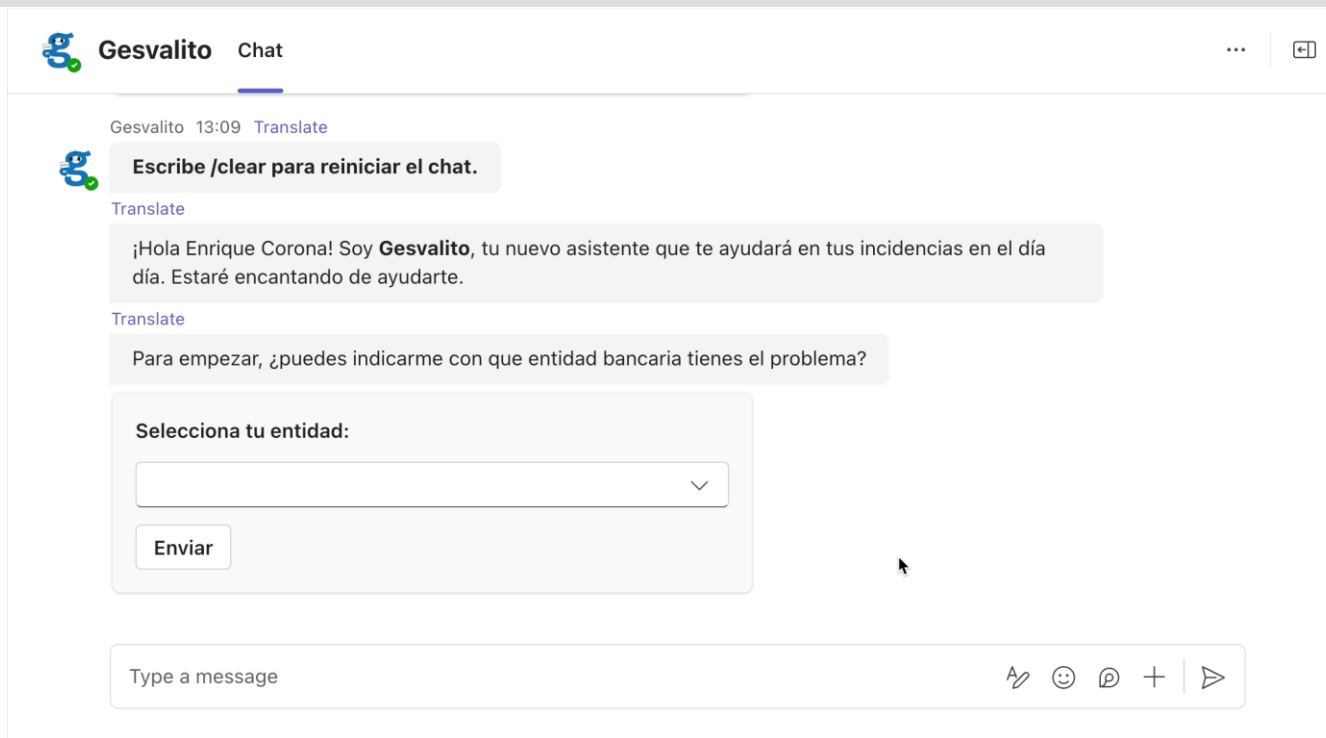 Gesvalito Chat
Gesvalito 13:09 Translate
Escribe /clear para reiniciar el chat.
Translate
¡Hola Enrique Corona! Soy Gesvalito, tu nuevo asistente que te ayudará en tus incidencias en el día
día. Estaré encantando de ayudarte.
Translate
Para empezar, ¿puedes indicarme con que entidad bancaria tienes el problema?
Selecciona tu entidad:
Enviar
Type a message